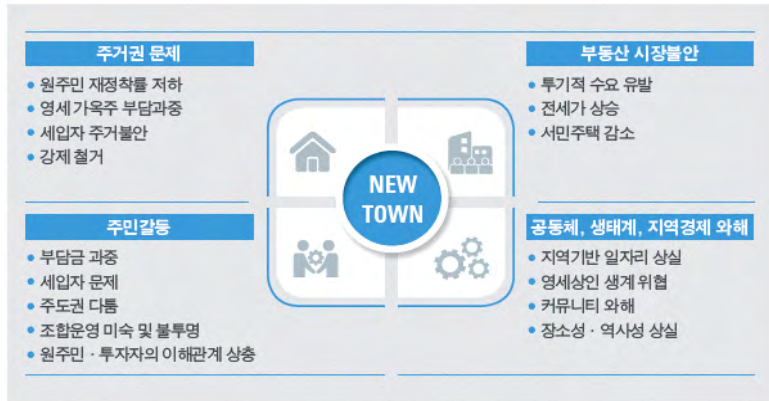 주거권 문제
• 원주민 재정착률 저하
• 영세 가옥주 부담과중
• 세입자 주거불안
• 강제 철거
부동산 시장불안
• 투기적 수요 유발
• 전세가 상승
• 서민주택 감소
NEW
TOWN
주민갈등
• 부담금 과중
• 세입자 문제
• 주도권 다툼
• 조합운영 미숙 및 불투명
• 원주민 · 투자자의 이해관계 상충
공동체, 생태계, 지역경제 와해
• 지역기반 일자리 상실
• 영세상인 생계 위협
• 커뮤니티 와해
• 장소성 · 역사성 상실